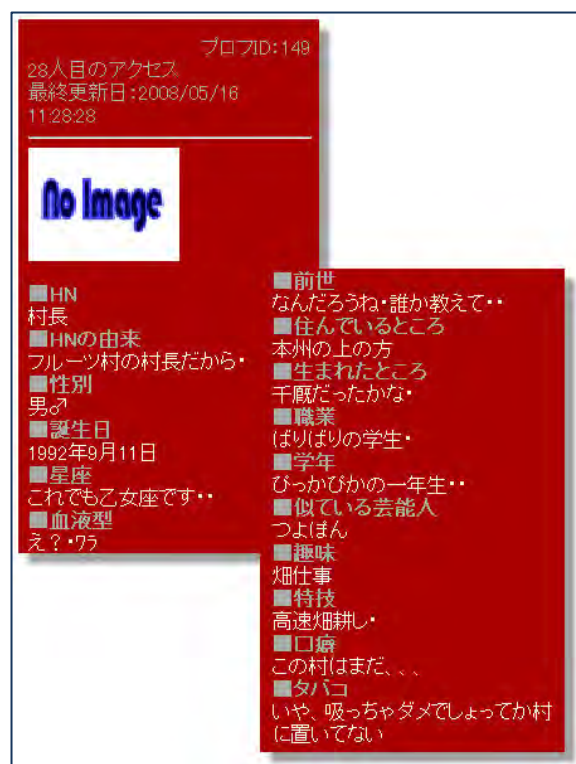 プロフID:149
28人目のアクセス
最終更新日:2008/05/16
11:28:28
No Image
■HN
村長
■HNの由来
フルーツ村の村長だから・
■性別
男♂
■誕生日
1992年9月11日
■星座
これでも乙女座です・・
■血液型
え？・ﾜﾗ
■前世
なんだろうね・誰か教えて・・
■住んでいるところ
本州の上の方
■生まれたところ
千厩だったかな・
■職業
ばりばりの学生・
■学年
ぴっかぴかの一年生・・
■似ている芸能人
つよぽん
■趣味
畑仕事
■特技
高速畑耕し・
■口癖
この村はまだ、、、
■タバコ
いや、吸っちゃダメでしょってか村
に置いてない